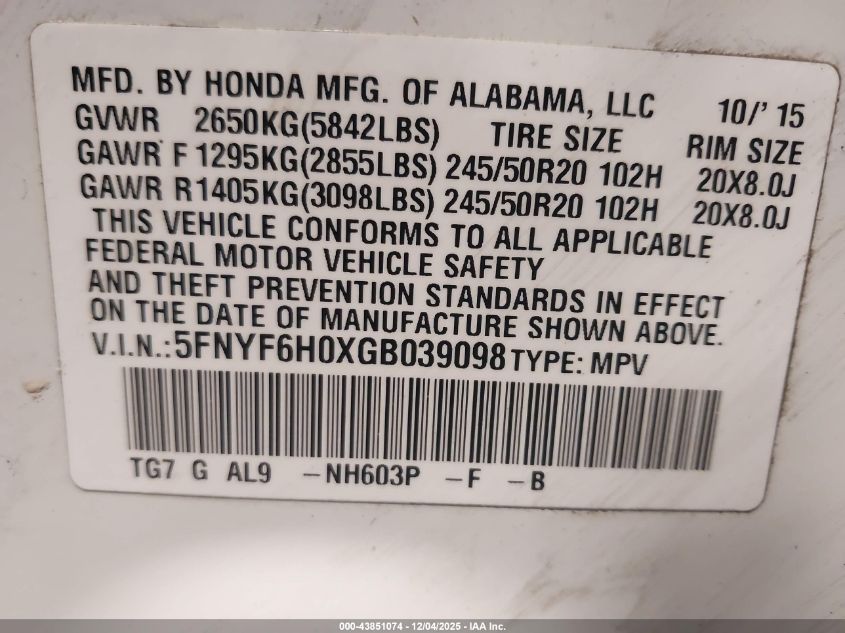 MFD. BY HONDA MFG. OF ALABAMA, LLC 10/' 15
GVWR 2650KG(5842LBS) TIRE SIZE RIM SIZE
GAWR F 1295KG(2855LBS) 245/50R20 102H 20X8.0J
GAWR R1405KG(3098LBS) 245/50R20 102H 20X8.0J
THIS VEHICLE CONFORMS TO ALL APPLICABLE
FEDERAL MOTOR VEHICLE SAFETY
AND THEFT PREVENTION STANDARDS IN EFFECT
ON THE DATE OF MANUFACTURE SHOWN ABOVE.
V.I.N.:5FNYF6H0XGB039098 TYPE: MPV
TG7 G AL9 -NH603P -F -B
000-43851074 - 12/04/2025 - IAA Inc.